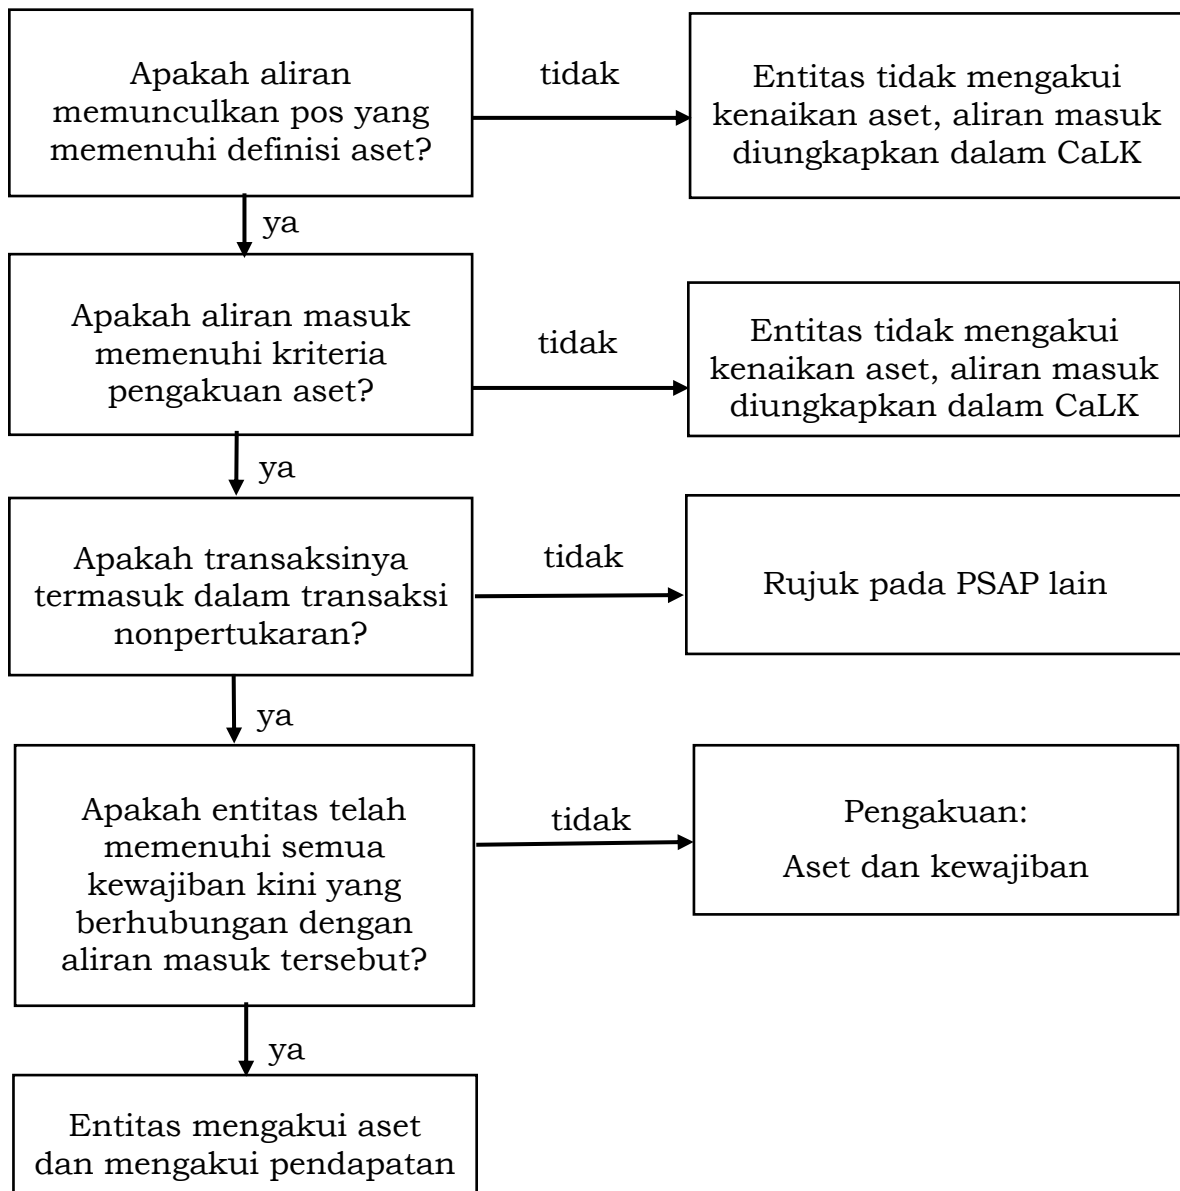 Apakah aliran
memunculkan pos yang
memenuhi definisi aset?
tidak
Entitas tidak mengakui
kenaikan aset, aliran masuk
diungkapkan dalam CaLK
ya
Apakah aliran masuk
memenuhi kriteria
pengakuan aset?
tidak
Entitas tidak mengakui
kenaikan aset, aliran masuk
diungkapkan dalam CaLK
ya
Apakah transaksinya
termasuk dalam transaksi
nonpertukaran?
tidak
Rujuk pada PSAP lain
ya
Apakah entitas telah
memenuhi semua
kewajiban kini yang
berhubungan dengan
aliran masuk tersebut?
tidak
Pengakuan:
Aset dan kewajiban
ya
Entitas mengakui aset
dan mengakui pendapatan